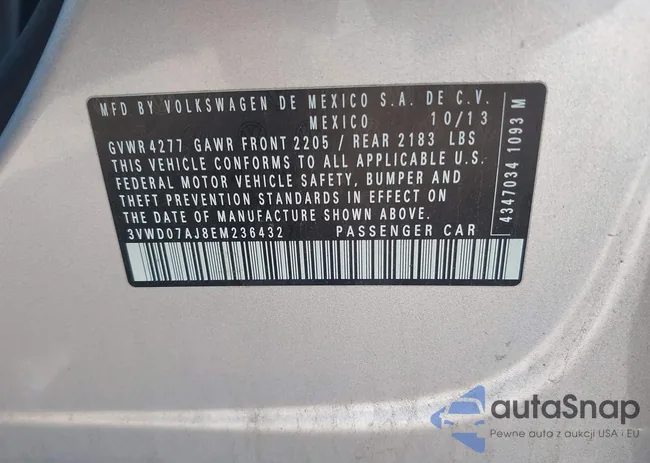 MFD BY VOLKSWAGEN DE MEXICO S.A. DE C.V.
MEXICO 10/13
GVWR 4277 GAWR FRONT 2205 / REAR 2183 LBS
THIS VEHICLE CONFORMS TO ALL APPLICABLE U.S.
FEDERAL MOTOR VEHICLE SAFETY, BUMPER AND
THEFT PREVENTION STANDARDS IN EFFECT ON
THE DATE OF MANUFACTURE SHOWN ABOVE.
3VWD07AJ8EM236432 PASSENGER CAR
4347034 1093 M
autaSnap
Pewne auta z aukcji USA i EU